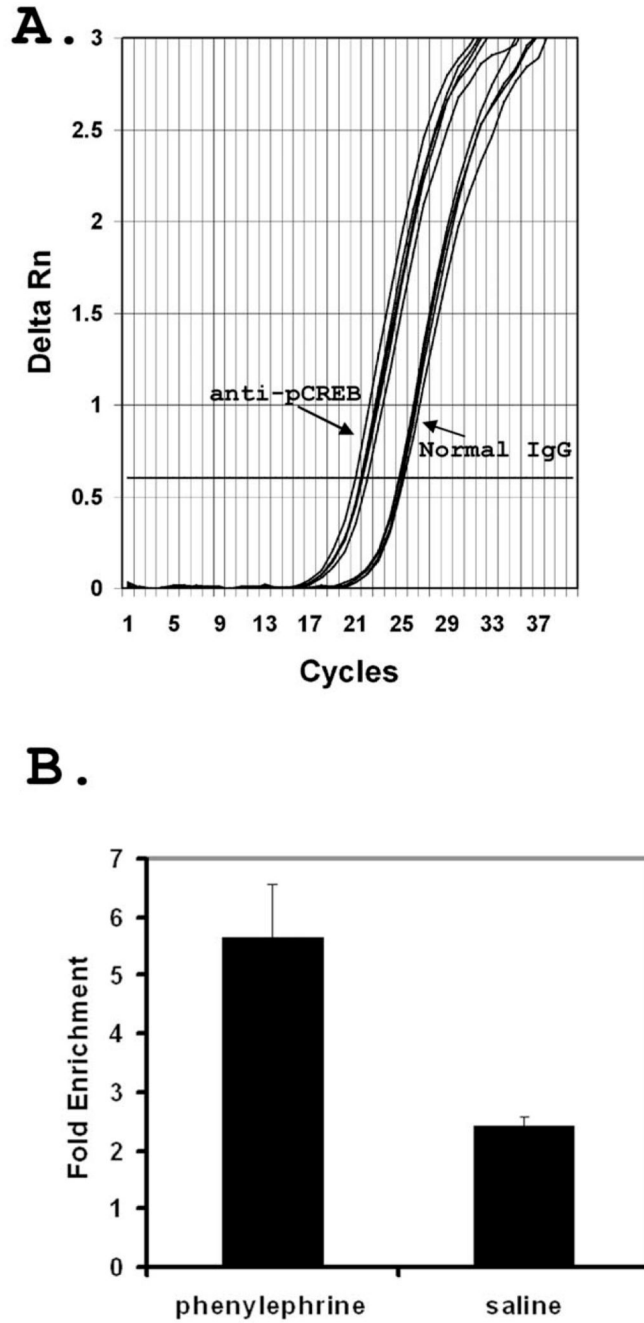 A.
3
2.5
2
1.5
1
0.5
0
Delta Rn
anti-pCREB
Normal IgG
1 5 9 13 17 21 25 29 33 37
Cycles
B.
7
6
5
4
3
2
1
0
Fold Enrichment
phenylephrine saline